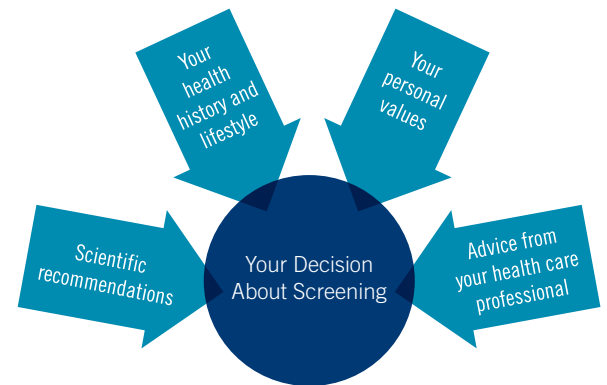 Scientific
recommendations
Your
health
history and
lifestyle
Your
personal
values
Advice from
your health care
professional
Your Decision
About Screening